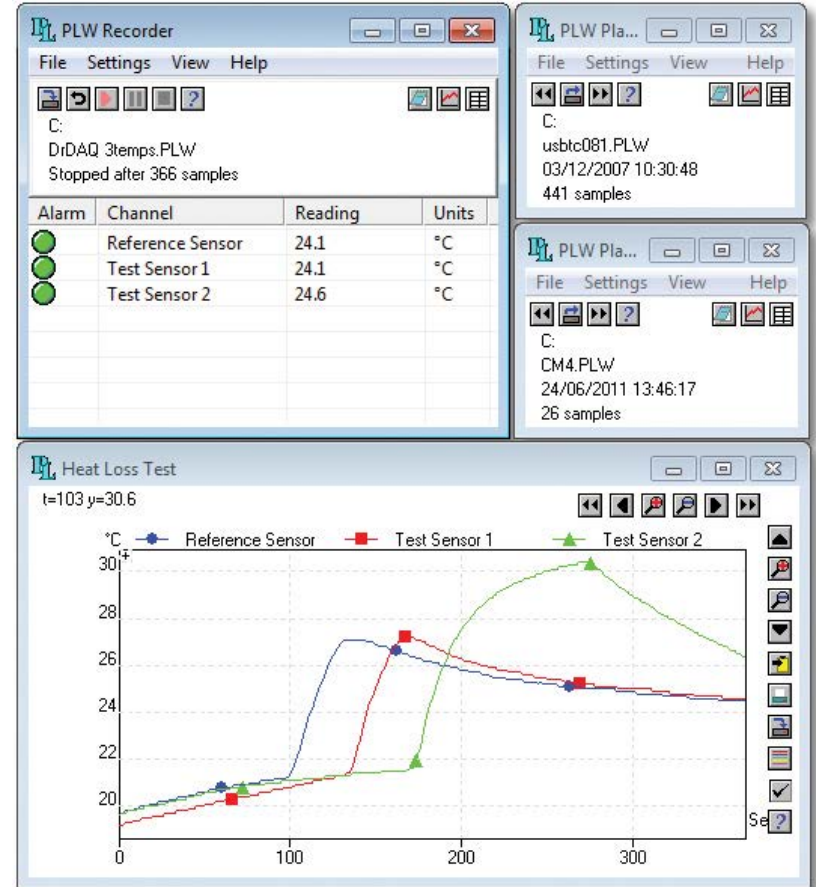 PLW Recorder
File Settings View Help
C:
DrDAQ 3temps.PLW
Stopped after 366 samples
Alarm Channel Reading Units
Reference Sensor 24.1 °C
Test Sensor 1 24.1 °C
Test Sensor 2 24.6 °C
PLW Pla...
File Settings View Help
C:
usbtc081.PLW
03/12/2007 10:30:48
441 samples
PLW Pla...
File Settings View Help
C:
CM4.PLW
24/06/2011 13:46:17
26 samples
Heat Loss Test
t=103 y=30.6
°C Reference Sensor Test Sensor 1 Test Sensor 2
30
28
26
24
22
20
Se
0 100 200 300